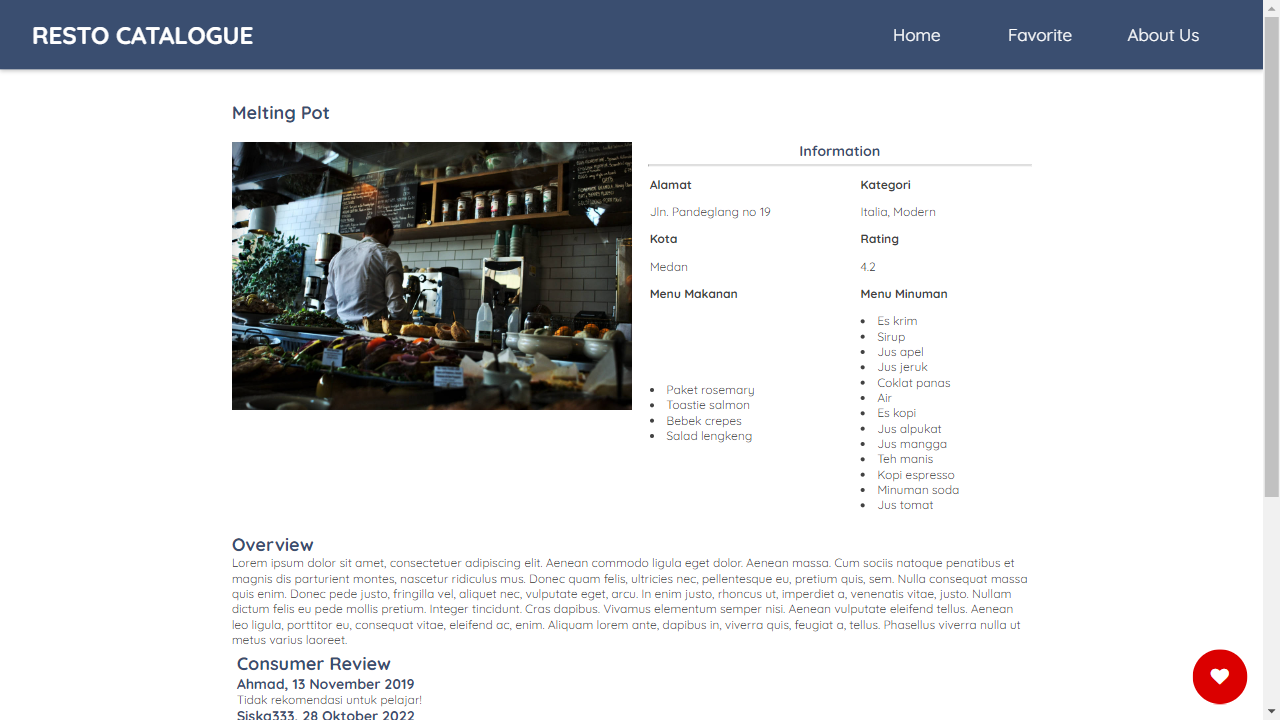 RESTO CATALOGUE
Home
Favorite
About Us
Melting Pot
Information
Alamat
Kategori
Jln. Pandeglang no 19
Italia, Modern
Kota
Rating
Medan
4.2
Menu Makanan
Menu Minuman
Paket rosemary
Toastie salmon
Bebek crepes
Salad lengkeng
Es krim
Sirup
Jus apel
Jus jeruk
Coklat panas
Air
Es kopi
Jus alpukat
Jus mangga
Teh manis
Kopi espresso
Minuman soda
Jus tomat
Overview
Lorem ipsum dolor sit amet, consectetuer adipiscing elit. Aenean commodo ligula eget dolor. Aenean massa. Cum sociis natoque penatibus et
magnis dis parturient montes, nascetur ridiculus mus. Donec quam felis, ultricies nec, pellentesque eu, pretium quis, sem. Nulla consequat massa
quis enim. Donec pede justo, fringilla vel, aliquet nec, vulputate eget, arcu. In enim justo, rhoncus ut, imperdiet a, venenatis vitae, justo. Nullam
dictum felis eu pede mollis pretium. Integer tincidunt. Cras dapibus. Vivamus elementum semper nisi. Aenean vulputate eleifend tellus. Aenean
leo ligula, porttitor eu, consequat vitae, eleifend ac, enim. Aliquam lorem ante, dapibus in, viverra quis, feugiat a, tellus. Phasellus viverra nulla ut
metus varius laoreet.
Consumer Review
Ahmad, 13 November 2019
Tidak rekomendasi untuk pelajar!
Siska333, 28 Oktober 2022